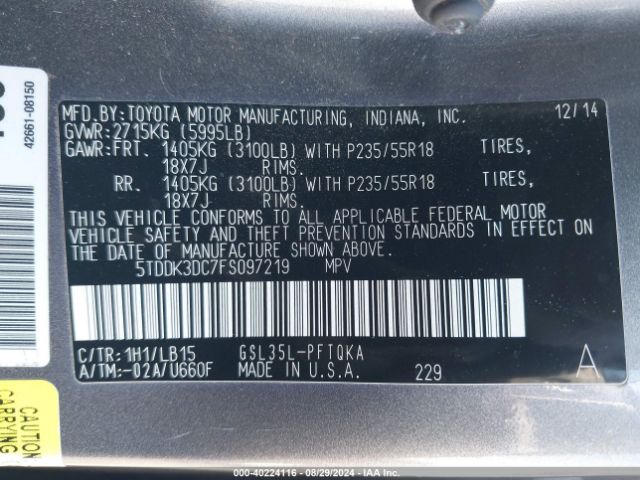 42661-08150
MFD.BY:TOYOTA MOTOR MANUFACTURING, INDIANA, INC. 12/14
GVWR:2715KG (5995LB)
GAWR:FRT. 1405KG (3100LB) WITH P235/55R18 TIRES,
18X7J RIMS.
RR. 1405KG (3100LB) WITH P235/55R18 TIRES,
18X7J RIMS.
THIS VEHICLE CONFORMS TO ALL APPLICABLE FEDERAL MOTOR
VEHICLE SAFETY AND THEFT PREVENTION STANDARDS IN EFFECT ON
THE DATE OF MANUFACTURE SHOWN ABOVE.
5TDDK3DC7FS097219 MPV
C/TR:1H1/LB15 GSL35L-PFTQKA
A/TM:-02A/U660F MADE IN U.S.A. 229 A
CAUTION
CARRYING
000-40224116 - 08/29/2024 - IAA Inc.